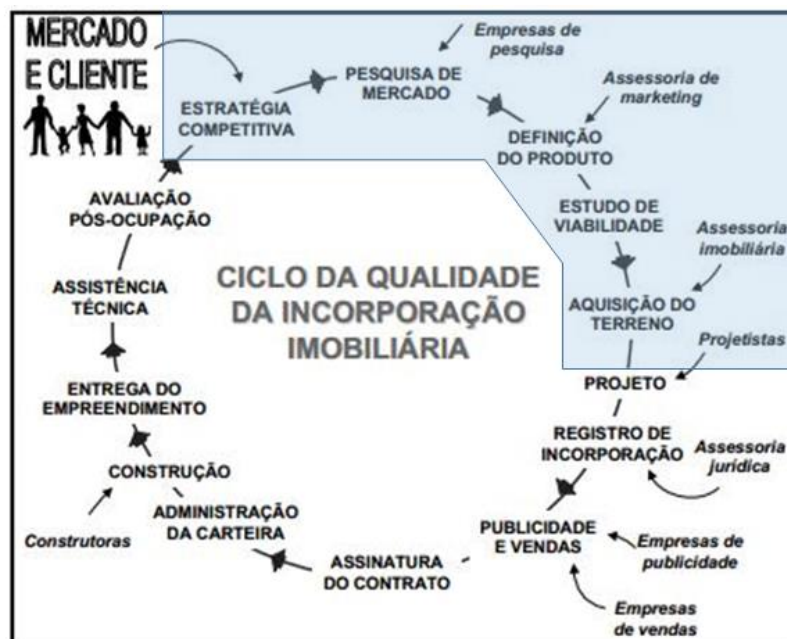 MERCADO
E CLIENTE
Empresas de
pesquisa
PESQUISA DE
MERCADO
Assessoria de
marketing
ESTRATÉGIA
COMPETITIVA
DEFINIÇÃO
DO PRODUTO
AVALIAÇÃO
PÓS-OCUPAÇÃO
ESTUDO DE
VIABILIDADE
Assessoria
imobiliária
CICLO DA QUALIDADE
DA INCORPORAÇÃO
IMOBILIÁRIA
ASSISTÊNCIA
TÉCNICA
AQUISIÇÃO DO
TERRENO
Projetistas
PROJETO
ENTREGA DO
EMPREENDIMENTO
REGISTRO DE
INCORPORAÇÃO
Assessoria
jurídica
CONSTRUÇÃO
ADMINISTRAÇÃO
DA CARTEIRA
PUBLICIDADE
E VENDAS
Construtoras
ASSINATURA
DO CONTRATO
Empresas de
publicidade
Empresas
de vendas